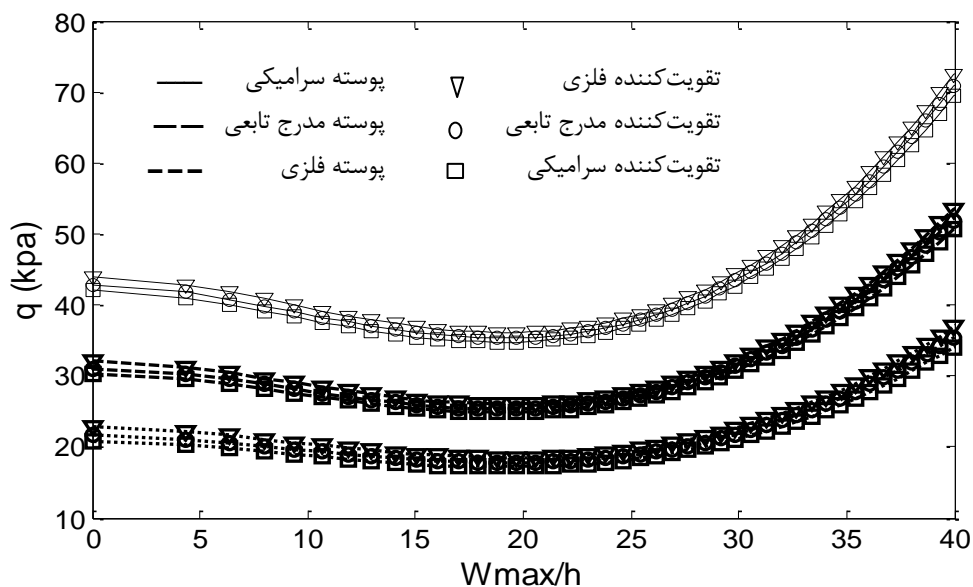 80
70
60
50
40
30
20
10
q (kpa)
پوسته سرامیکی
تقویت‌کننده فلزی
پوسته مدرج تابعی
تقویت‌کننده مدرج تابعی
پوسته فلزی
تقویت‌کننده سرامیکی
0 5 10 15 20 25 30 35 40
Wmax/h